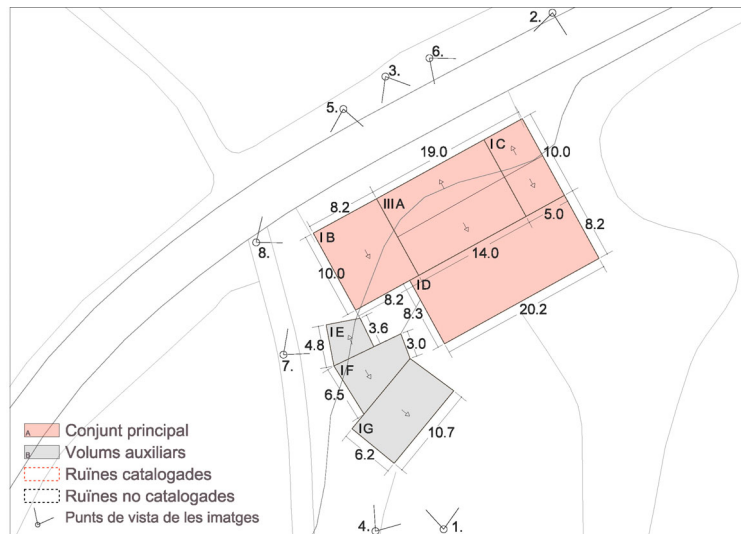 2.
6.
3.
5.
IC
19.0
10.0
8.2
IIIA
IB
5.0
8.2
8.
14.0
10.0
ID
8.2
8.3
20.2
IE
3.6
4.8
3.0
7.
IF
6.5
IG
10.7
6.2
A Conjunt principal
B Volums auxiliars
Ruïnes catalogades
Ruïnes no catalogades
Punts de vista de les imatges
4.
1.